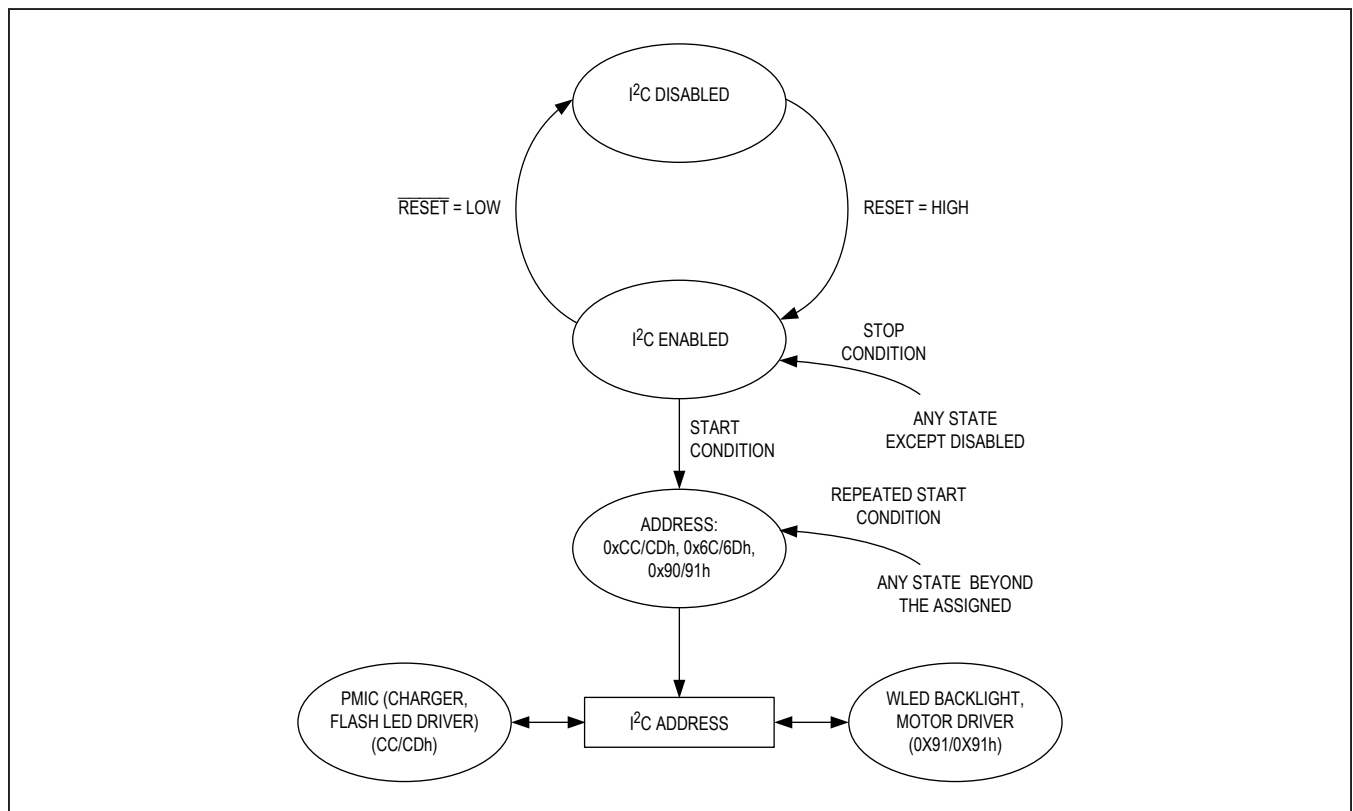 I²C DISABLED
RESET = LOW
RESET = HIGH
I²C ENABLED
STOP
CONDITION
ANY STATE
EXCEPT DISABLED
START
CONDITION
REPEATED START
CONDITION
ADDRESS:
0xCC/CDh, 0x6C/6Dh,
0x90/91h
ANY STATE BEYOND
THE ASSIGNED
PMIC (CHARGER,
FLASH LED DRIVER)
(CC/CDh)
I²C ADDRESS
WLED BACKLIGHT,
MOTOR DRIVER
(0X91/0X91h)